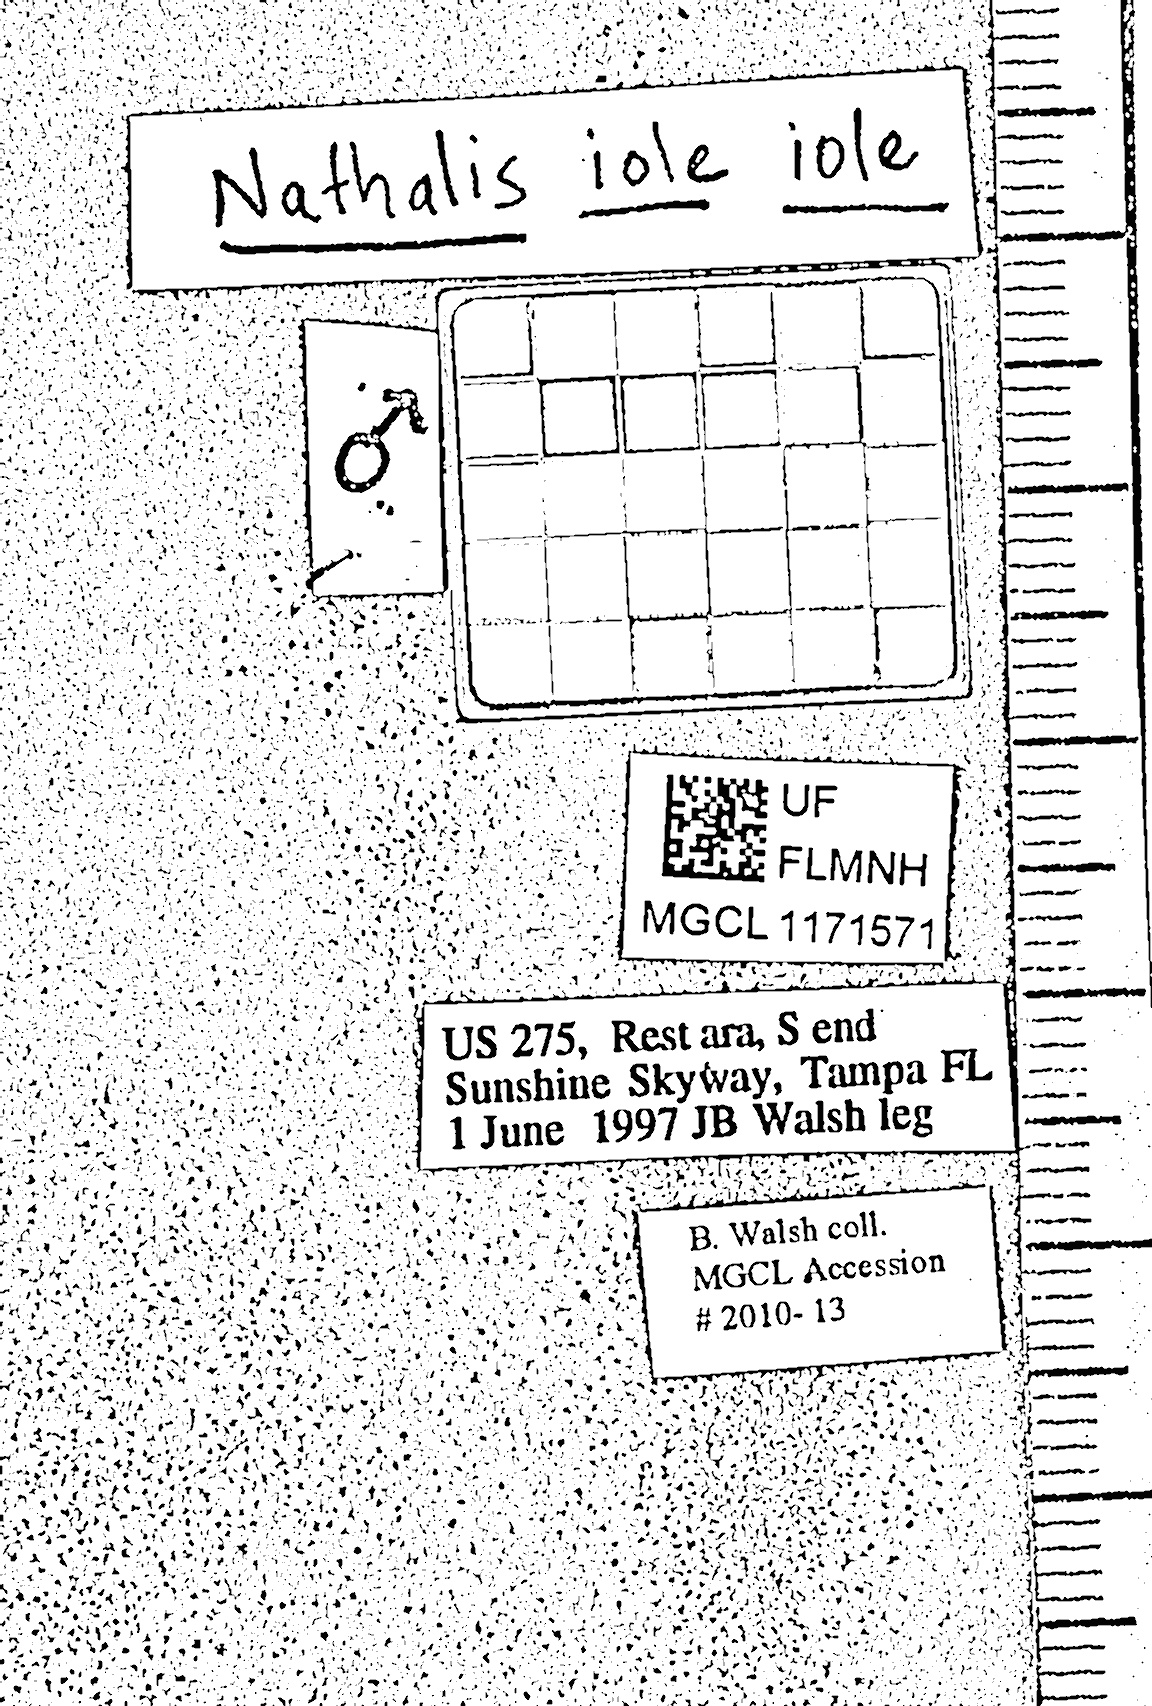 Nathalis iole iole
♂
UF
FLMNH
MGCL 1171571
US 275, Rest ara, S end
Sunshine Skyway, Tampa FL
1 June 1997 JB Walsh leg
B. Walsh coll.
MGCL Accession
# 2010-13